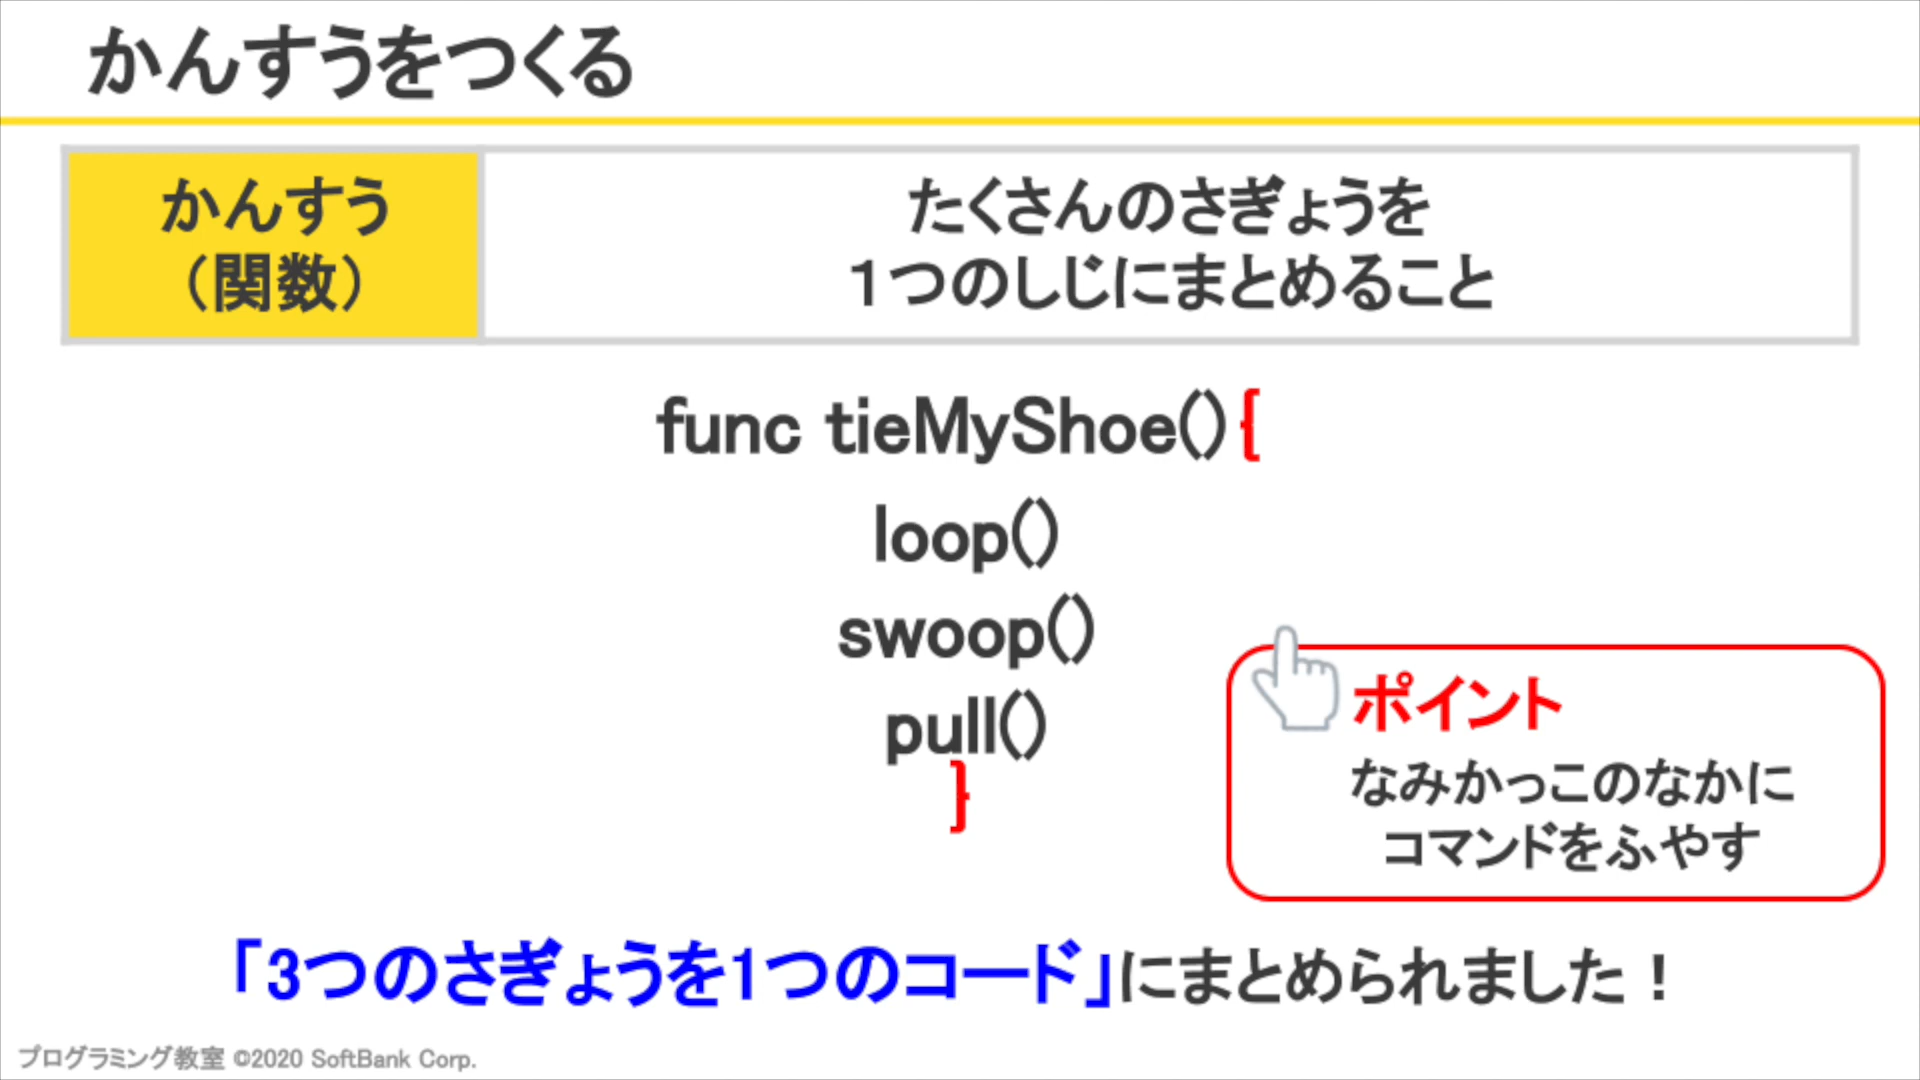 かんすうをつくる
かんすう
（関数）
たくさんのさぎょうを
１つのしじにまとめること
func tieMyShoe(){
loop()
swoop()
pull()
}
ポイント
なみかっこのなかに
コマンドをふやす
「3つのさぎょうを1つのコード」にまとめられました！
プログラミング教室 ©2020 SoftBank Corp.